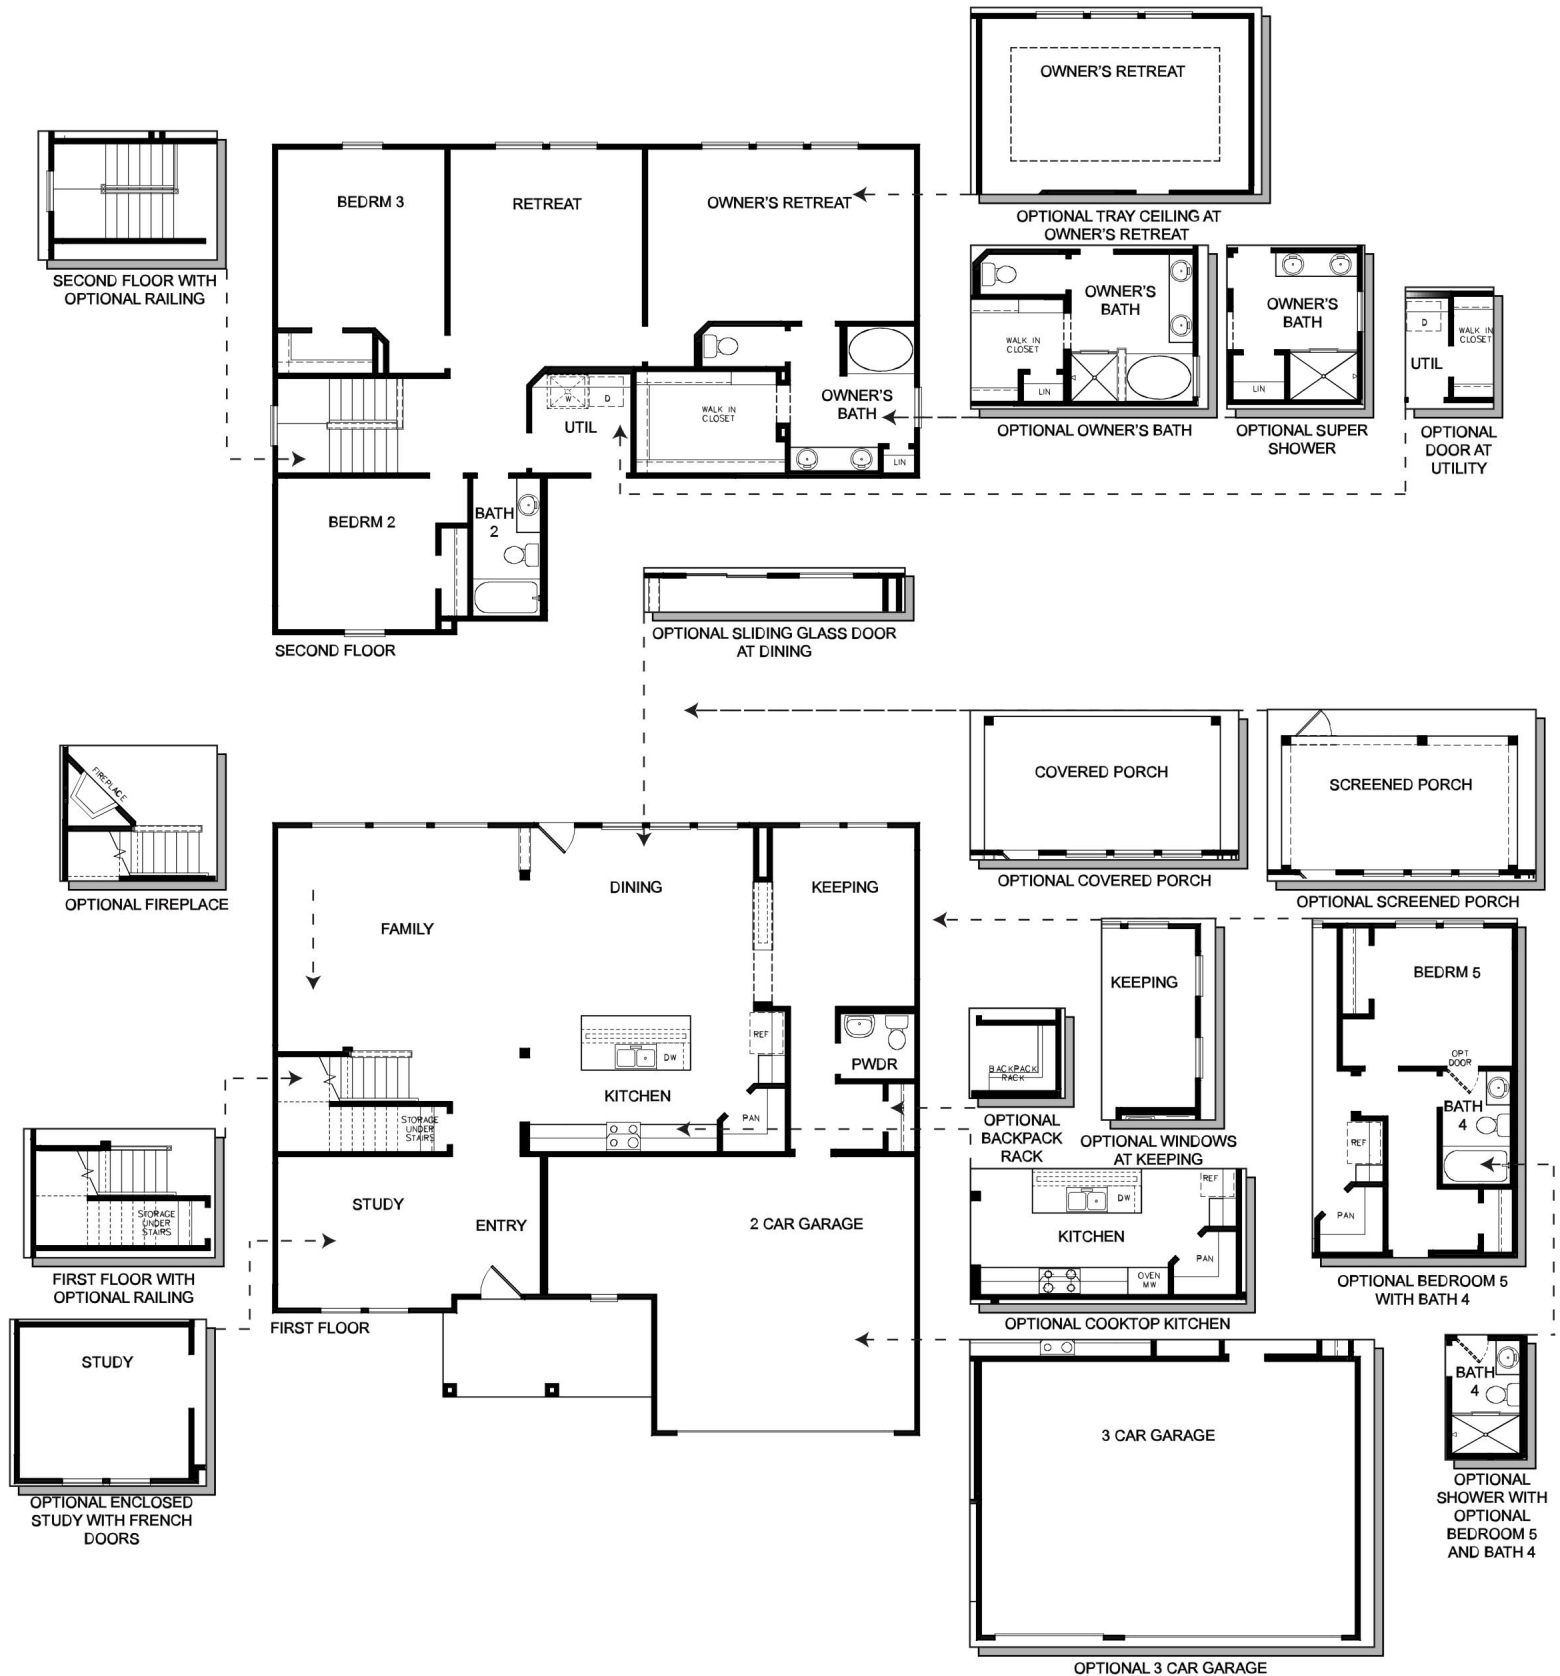 OWNER'S RETREAT
OPTIONAL TRAY CEILING AT
OWNER'S RETREAT
SECOND FLOOR WITH
OPTIONAL RAILING
BEDRM 3
RETREAT
OWNER'S RETREAT
WALK IN
CLOSET
OWNER'S
BATH
LIN
W
D
UTIL
BEDRM 2
BATH
2
SECOND FLOOR
OWNER'S
BATH
WALK IN
CLOSET
LIN
OPTIONAL OWNER'S BATH
OWNER'S
BATH
LIN
OPTIONAL SUPER
SHOWER
D
WALK IN
CLOSET
UTIL
OPTIONAL
DOOR AT
UTILITY
OPTIONAL SLIDING GLASS DOOR
AT DINING
FIREPLACE
OPTIONAL FIREPLACE
COVERED PORCH
OPTIONAL COVERED PORCH
SCREENED PORCH
OPTIONAL SCREENED PORCH
FAMILY
DINING
KEEPING
REF
DW
KITCHEN
PAN
PWDR
STORAGE
UNDER
STAIRS
STUDY
ENTRY
2 CAR GARAGE
FIRST FLOOR
STORAGE
UNDER
STAIRS
FIRST FLOOR WITH
OPTIONAL RAILING
STUDY
OPTIONAL ENCLOSED
STUDY WITH FRENCH
DOORS
BACKPACK
RACK
OPTIONAL
BACKPACK
RACK
KEEPING
OPTIONAL WINDOWS
AT KEEPING
BEDRM 5
OPT
DOOR
BATH
4
REF
PAN
OPTIONAL BEDROOM 5
WITH BATH 4
REF
DW
KITCHEN
PAN
OVEN
MW
OPTIONAL COOKTOP KITCHEN
3 CAR GARAGE
OPTIONAL 3 CAR GARAGE
BATH
4
OPTIONAL
SHOWER WITH
OPTIONAL
BEDROOM 5
AND BATH 4